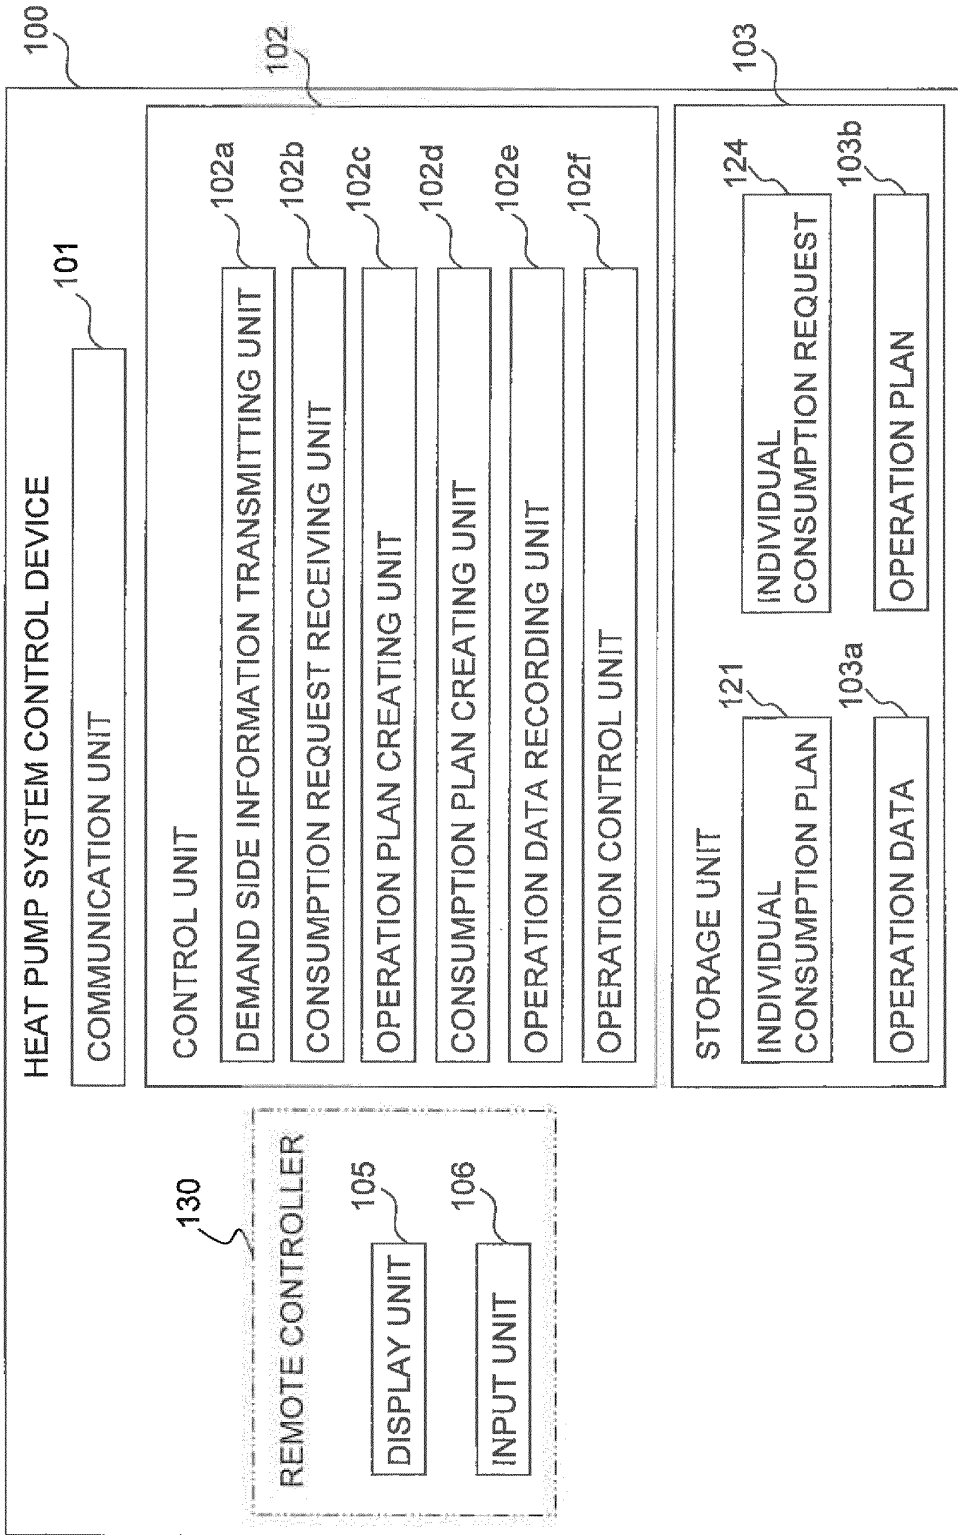 HEAT PUMP SYSTEM CONTROL DEVICE
100
COMMUNICATION UNIT
101
REMOTE CONTROLLER
130
DISPLAY UNIT
105
INPUT UNIT
106
CONTROL UNIT
102
DEMAND SIDE INFORMATION TRANSMITTING UNIT
102a
CONSUMPTION REQUEST RECEIVING UNIT
102b
OPERATION PLAN CREATING UNIT
102c
CONSUMPTION PLAN CREATING UNIT
102d
OPERATION DATA RECORDING UNIT
102e
OPERATION CONTROL UNIT
102f
STORAGE UNIT
103
INDIVIDUAL
CONSUMPTION PLAN
121
INDIVIDUAL
CONSUMPTION REQUEST
124
OPERATION DATA
103a
OPERATION PLAN
103b